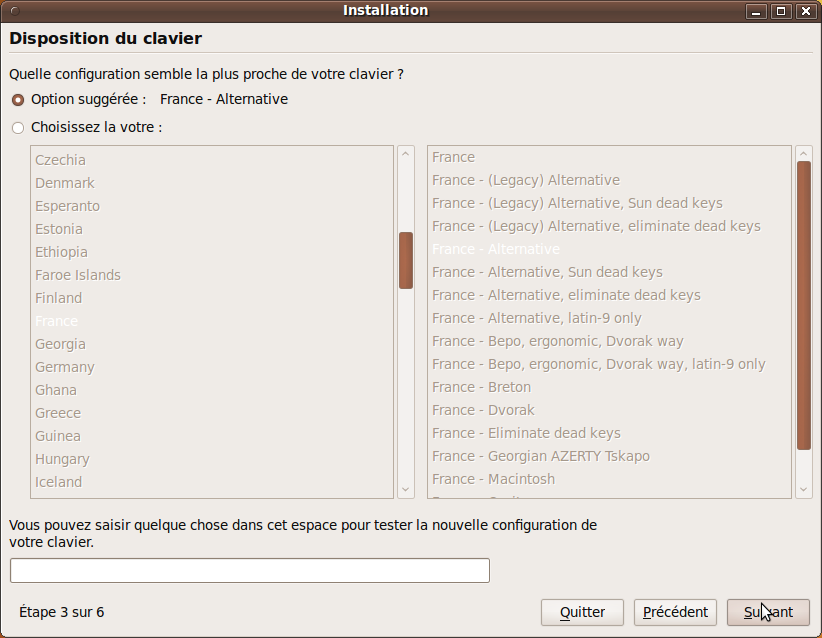 Installation
Disposition du clavier
Quelle configuration semble la plus proche de votre clavier ?
Option suggérée : France - Alternative
Choisissez la votre :
Czechia
Denmark
Esperanto
Estonia
Ethiopia
Faroe Islands
Finland
France
Georgia
Germany
Ghana
Greece
Guinea
Hungary
Iceland
France
France - (Legacy) Alternative
France - (Legacy) Alternative, Sun dead keys
France - (Legacy) Alternative, eliminate dead keys
France - Alternative
France - Alternative, Sun dead keys
France - Alternative, eliminate dead keys
France - Alternative, latin-9 only
France - Bepo, ergonomic, Dvorak way
France - Bepo, ergonomic, Dvorak way, latin-9 only
France - Breton
France - Dvorak
France - Eliminate dead keys
France - Georgian AZERTY Tskapo
France - Macintosh
Vous pouvez saisir quelque chose dans cet espace pour tester la nouvelle configuration de
votre clavier.
Étape 3 sur 6
Quitter
Précédent
Suivant